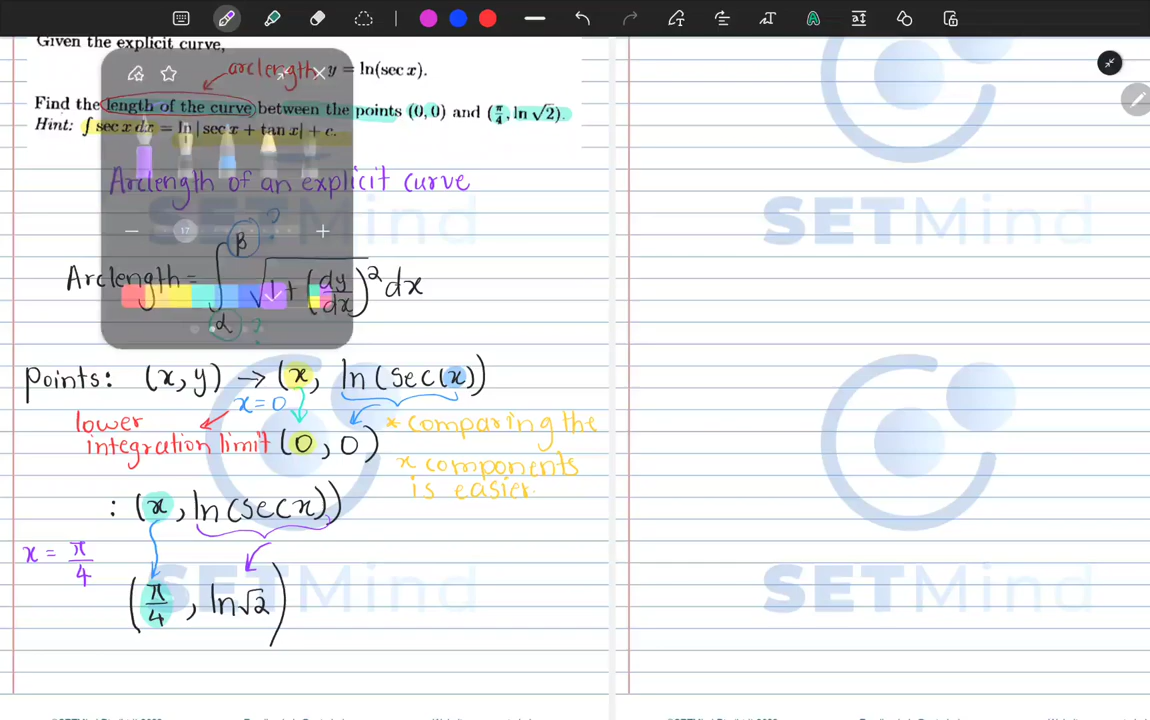 Given the explicit curve,
y = ln(sec x).
arclength
Find the length of the curve between the points (0, 0) and (π/4, ln √2).
Hint: ∫ sec x dx = ln | sec x + tan x| + c.
Arclength of an explicit curve
SETMind
SETMind
17
Arclength = ∫_α^β √(1 + (dy/dx)²) dx
?
?
Points: (x, y) → (x, ln(sec(x))
x = 0
lower
integration limit (0, 0)
* comparing the
x components
is easier.
: (x, ln(sec x))
x = π/4
(π/4, ln√2)
SETMind
SETMind